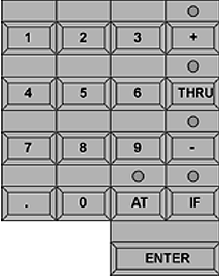 1 2 3 +
4 5 6 THRU
7 8 9 -
. 0 AT IF
ENTER